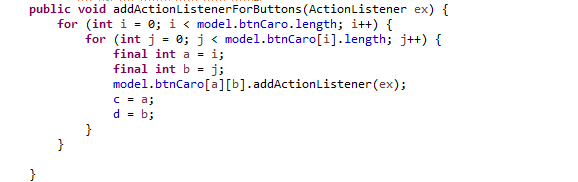 public void addActionListenerForButtons(ActionListener ex) {
for (int i = 0; i < model.btnCaro.length; i++) {
for (int j = 0; j < model.btnCaro[i].length; j++) {
final int a = i;
final int b = j;
model.btnCaro[a][b].addActionListener(ex);
c = a;
d = b;
}
}
}